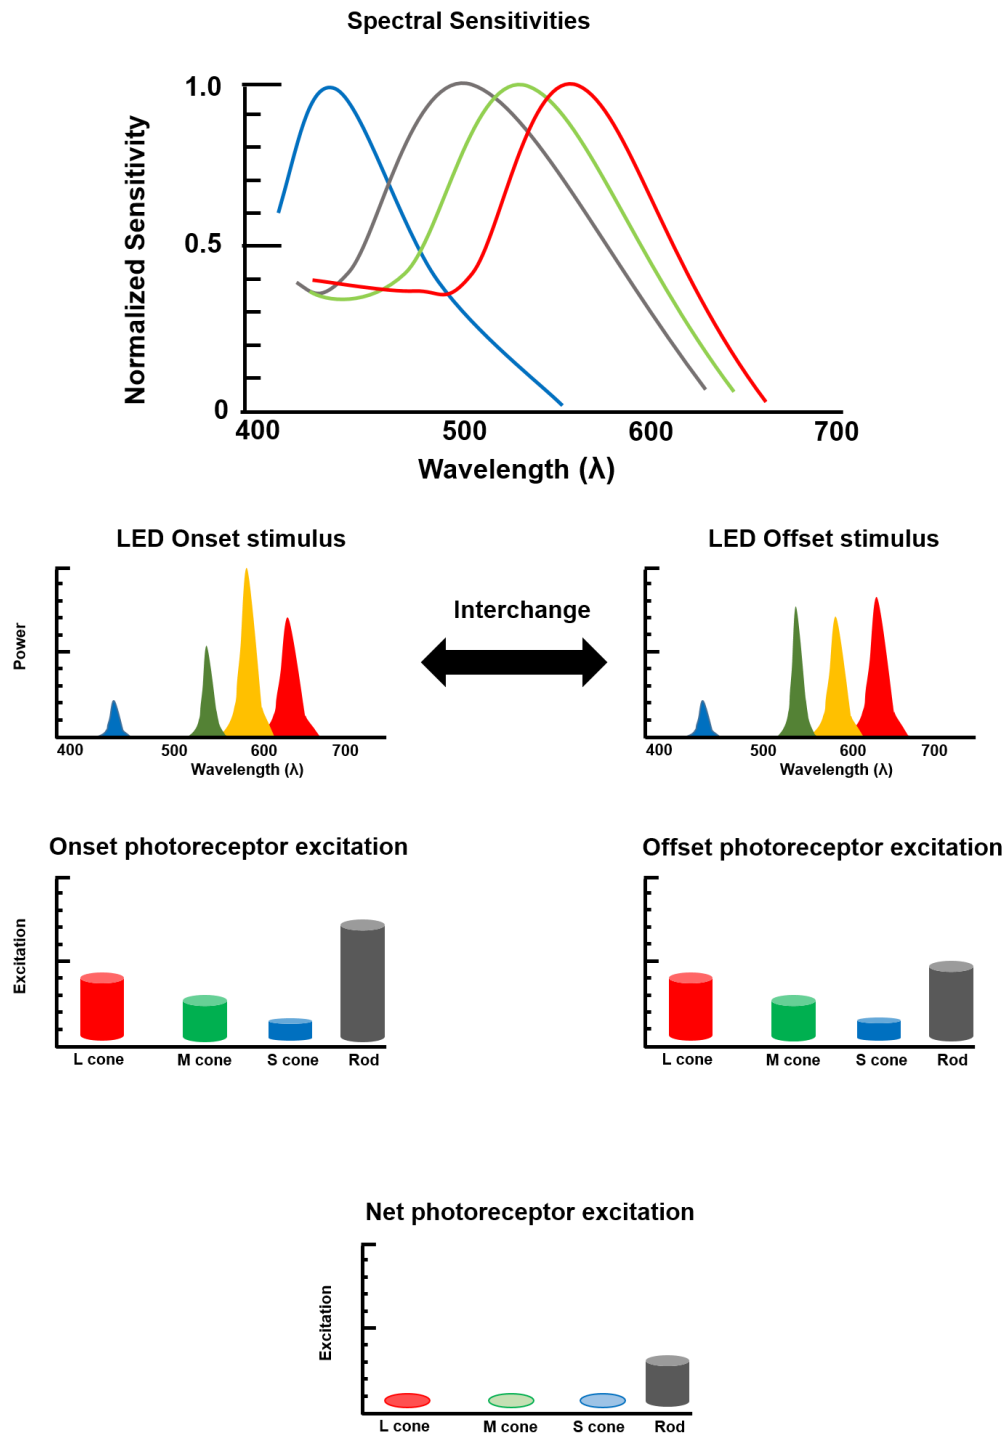 Spectral Sensitivities
Normalized Sensitivity
1.0
0.5
0
400 500 600 700
Wavelength (λ)
LED Onset stimulus
LED Offset stimulus
Interchange
Power
400 500 600 700
Wavelength (λ)
400 500 600 700
Wavelength (λ)
Onset photoreceptor excitation
Offset photoreceptor excitation
Excitation
L cone M cone S cone Rod
L cone M cone S cone Rod
Net photoreceptor excitation
Excitation
L cone M cone S cone Rod